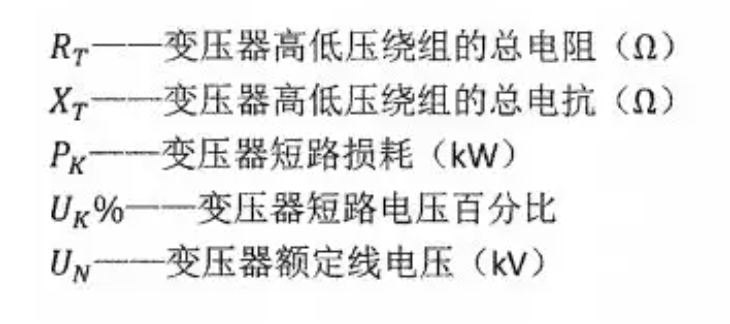 R_T——变压器高低压绕组的总电阻（Ω）
X_T——变压器高低压绕组的总电抗（Ω）
P_K——变压器短路损耗（kW）
U_K%——变压器短路电压百分比
U_N——变压器额定线电压（kV）